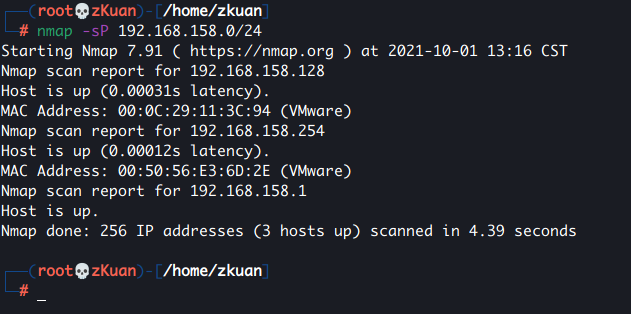 ┌──(root💀zKuan)-[/home/zkuan]
└─# nmap -sP 192.168.158.0/24
Starting Nmap 7.91 ( https://nmap.org ) at 2021-10-01 13:16 CST
Nmap scan report for 192.168.158.128
Host is up (0.00031s latency).
MAC Address: 00:0C:29:11:3C:94 (VMware)
Nmap scan report for 192.168.158.254
Host is up (0.00012s latency).
MAC Address: 00:50:56:E3:6D:2E (VMware)
Nmap scan report for 192.168.158.1
Host is up.
Nmap done: 256 IP addresses (3 hosts up) scanned in 4.39 seconds
┌──(root💀zKuan)-[/home/zkuan]
└─# _